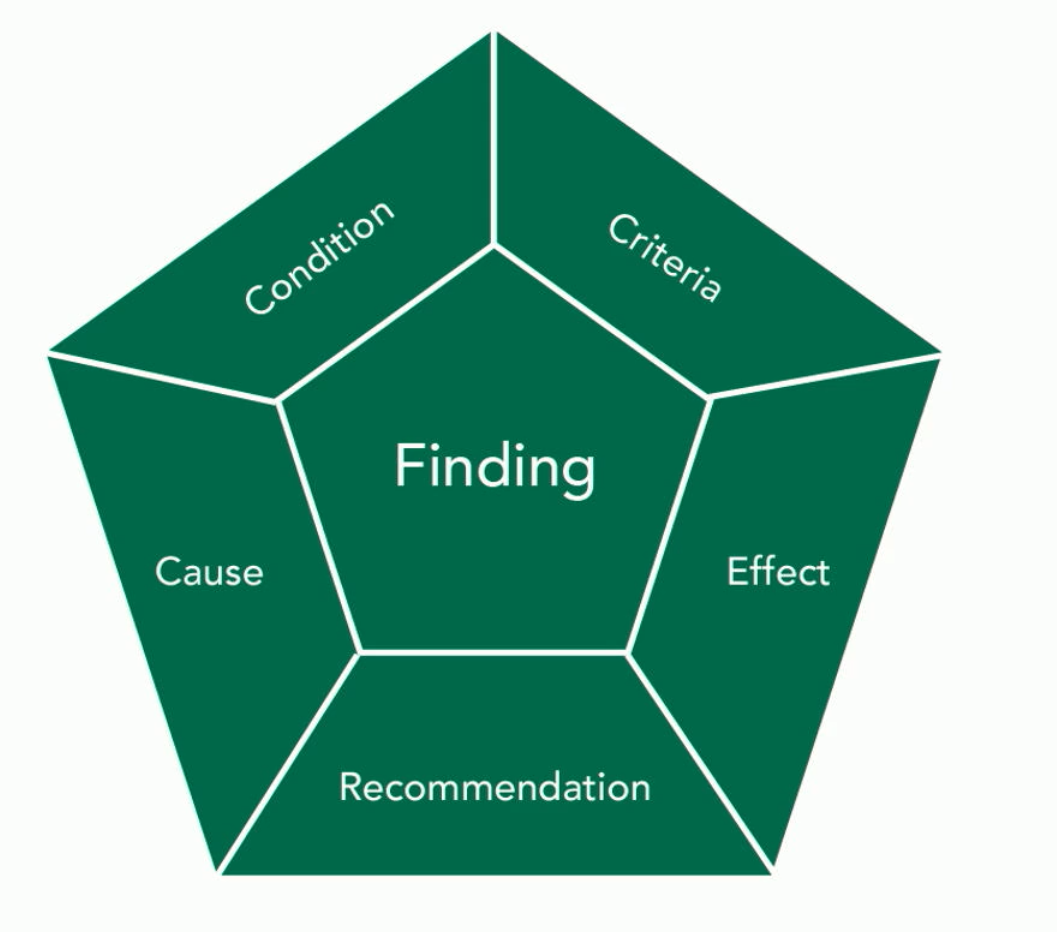 Condition
Criteria
Finding
Cause
Effect
Recommendation